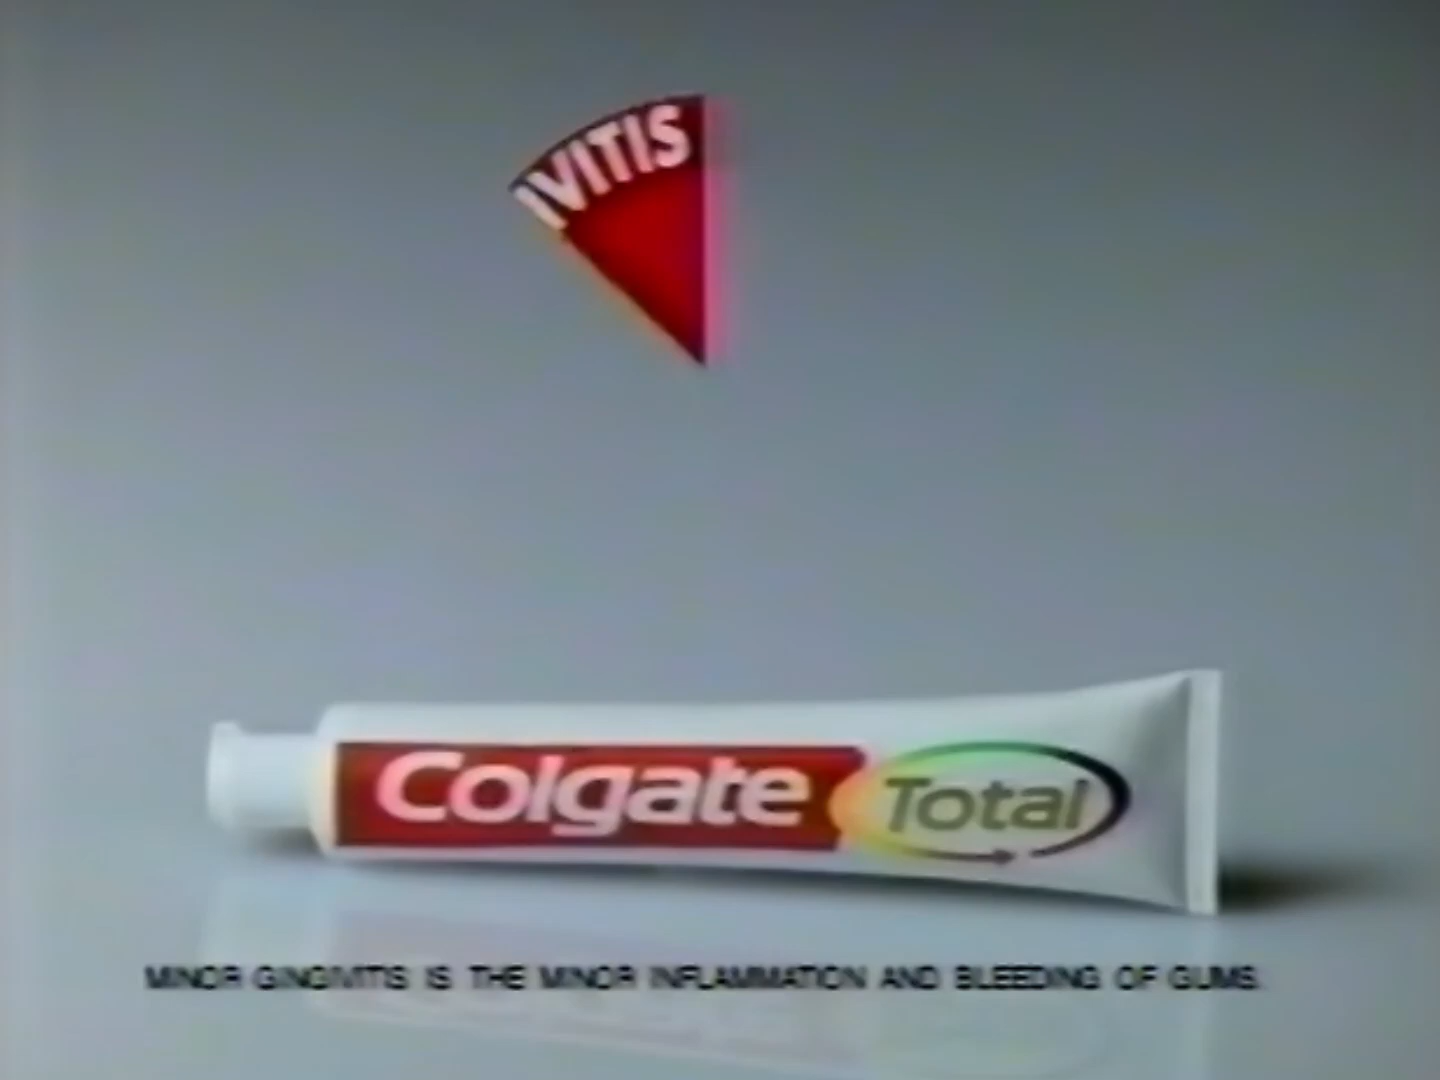 IVITIS
Colgate Total
MINOR GINGIVITIS IS THE MINOR INFLAMMATION AND BLEEDING OF GUMS.